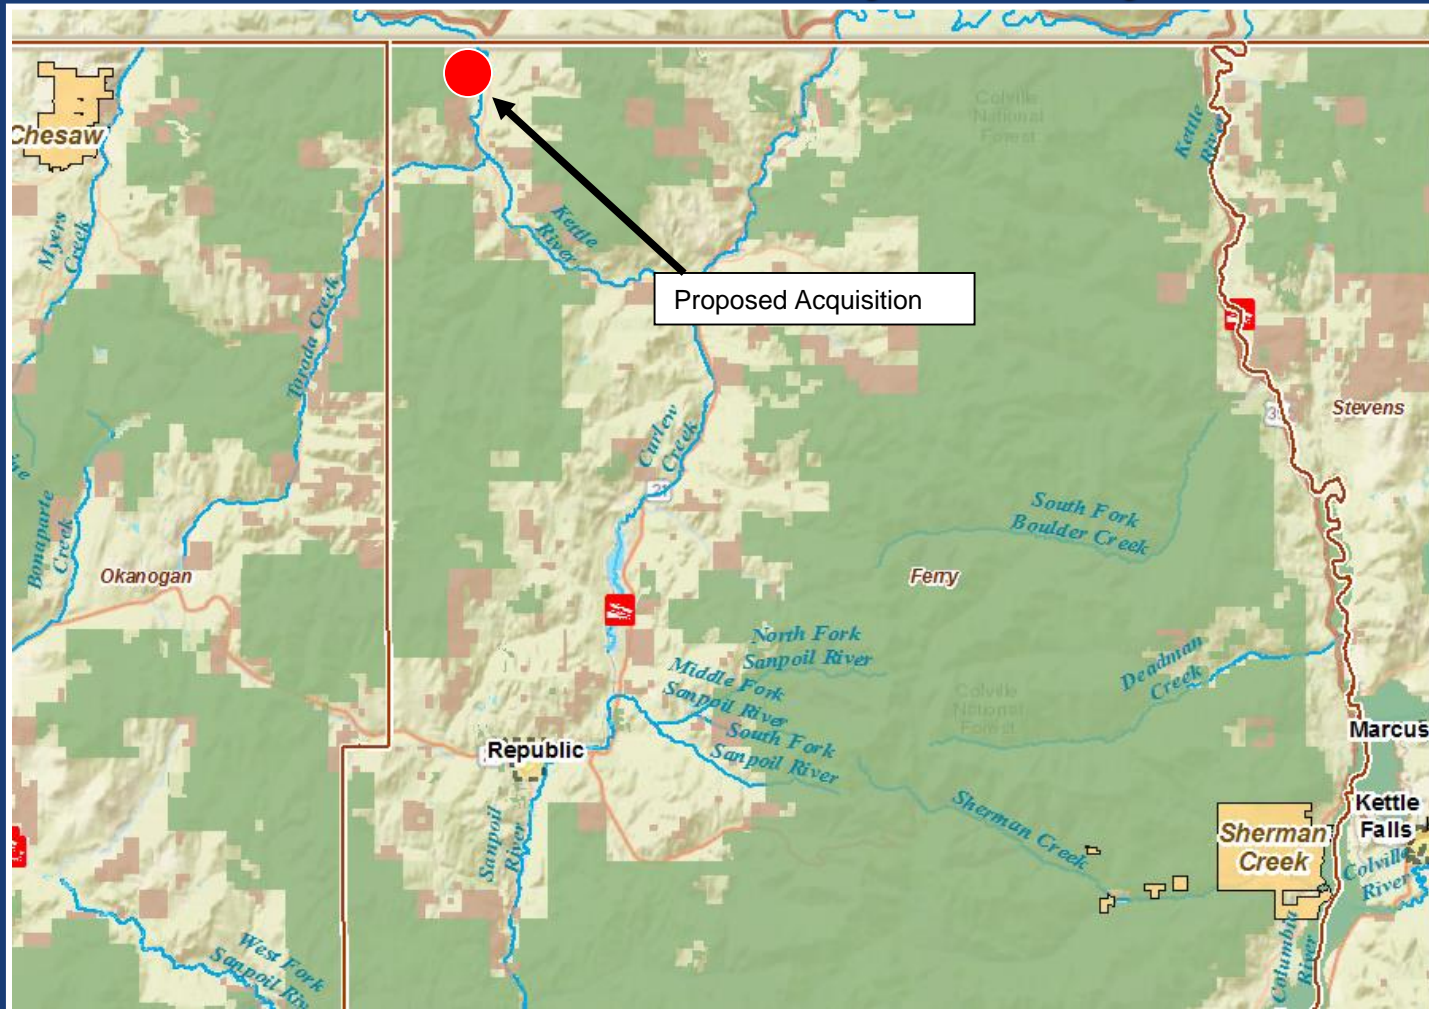 Colville
National
Forest
Chesaw
Kettle
River
Myers
Creek
Kettle
River
Toroda Creek
Proposed Acquisition
Stevens
Curlew
Creek
21
South Fork
Boulder Creek
Bonaparte
Creek
Okanogan
Ferry
North Fork
Sanpoil River
Middle Fork
Sanpoil River
Deadman
Creek
Colville
National
Forest
South Fork
Sanpoil River
Republic
Marcus
Sherman Creek
Kettle
Falls
Sherman
Creek
Sanpoil
River
Colville
River
West Fork
Sanpoil Riv
Columbia
River